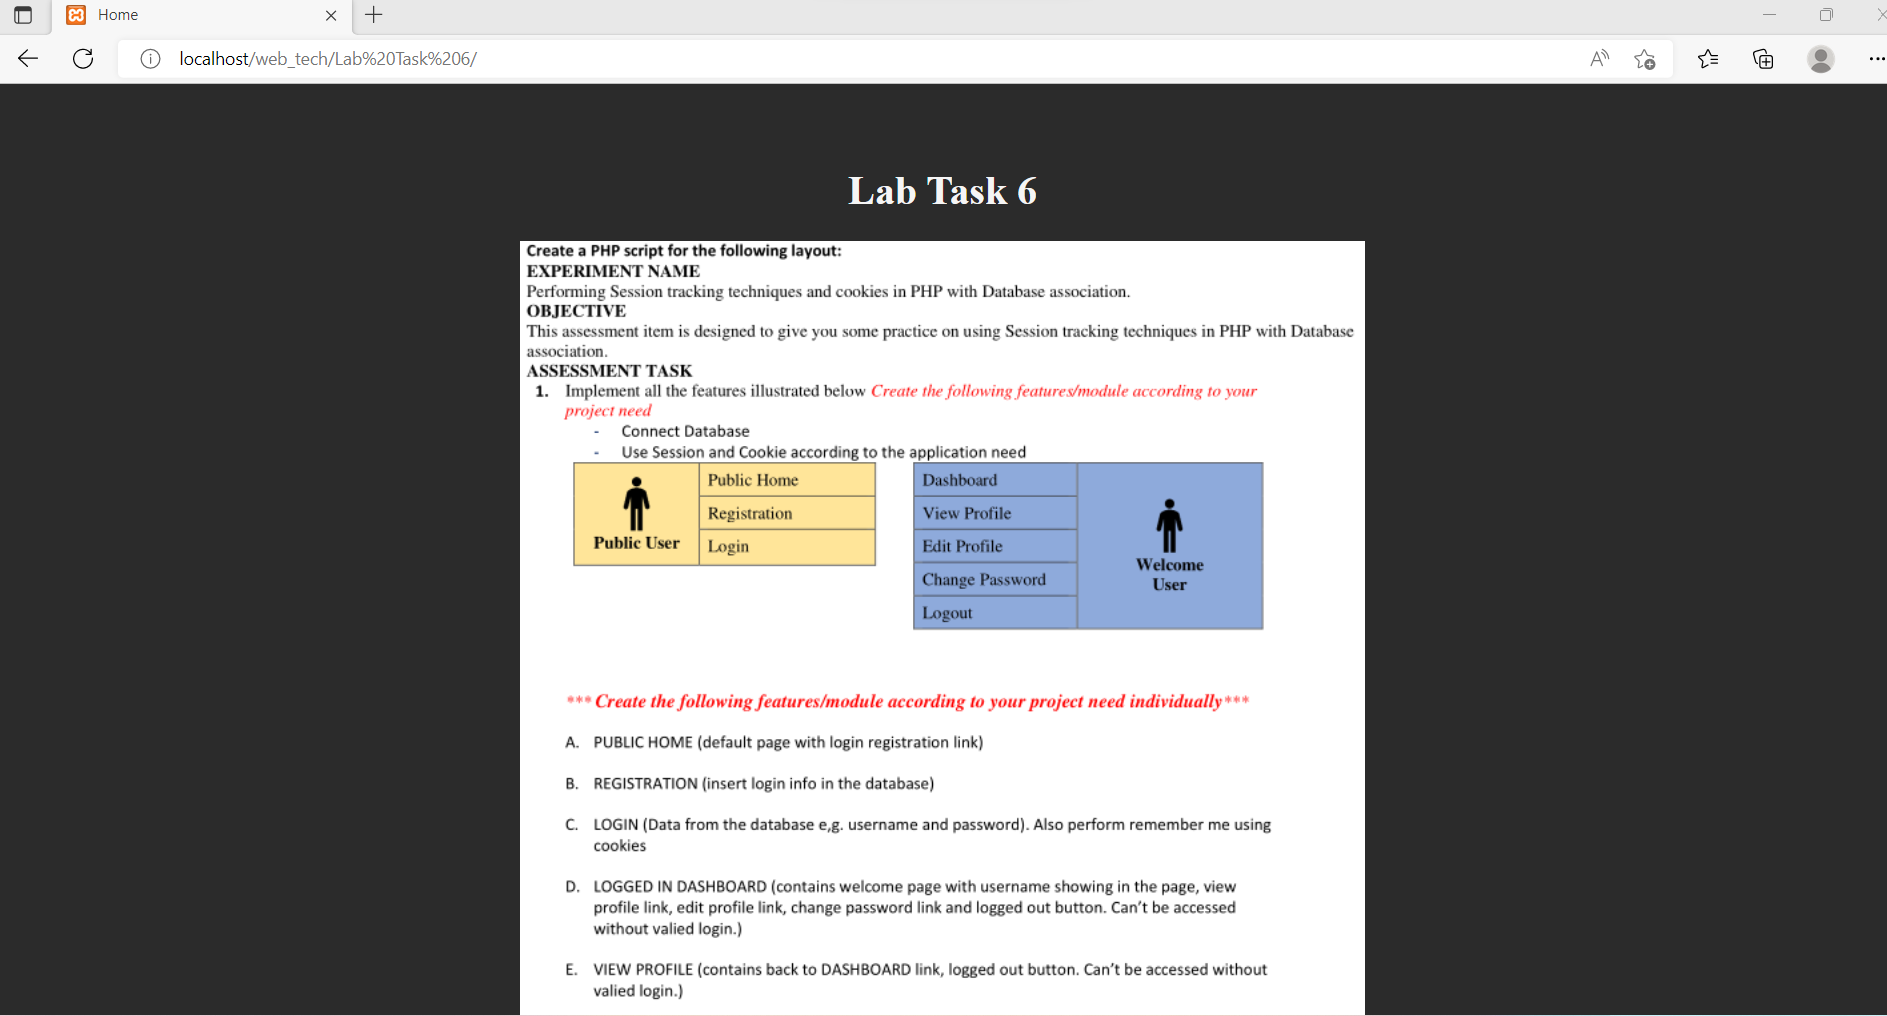 Home
localhost/web_tech/Lab%20Task%206/
Lab Task 6
Create a PHP script for the following layout:
EXPERIMENT NAME
Performing Session tracking techniques and cookies in PHP with Database association.
OBJECTIVE
This assessment item is designed to give you some practice on using Session tracking techniques in PHP with Database
association.
ASSESSMENT TASK
1. Implement all the features illustrated below Create the following features/module according to your
project need
- Connect Database
- Use Session and Cookie according to the application need
Public User
Public Home
Registration
Login
Dashboard
View Profile
Edit Profile
Change Password
Logout
Welcome
User
*** Create the following features/module according to your project need individually***
A. PUBLIC HOME (default page with login registration link)
B. REGISTRATION (insert login info in the database)
C. LOGIN (Data from the database e,g. username and password). Also perform remember me using
cookies
D. LOGGED IN DASHBOARD (contains welcome page with username showing in the page, view
profile link, edit profile link, change password link and logged out button. Can't be accessed
without valied login.)
E. VIEW PROFILE (contains back to DASHBOARD link, logged out button. Can't be accessed without
valied login.)